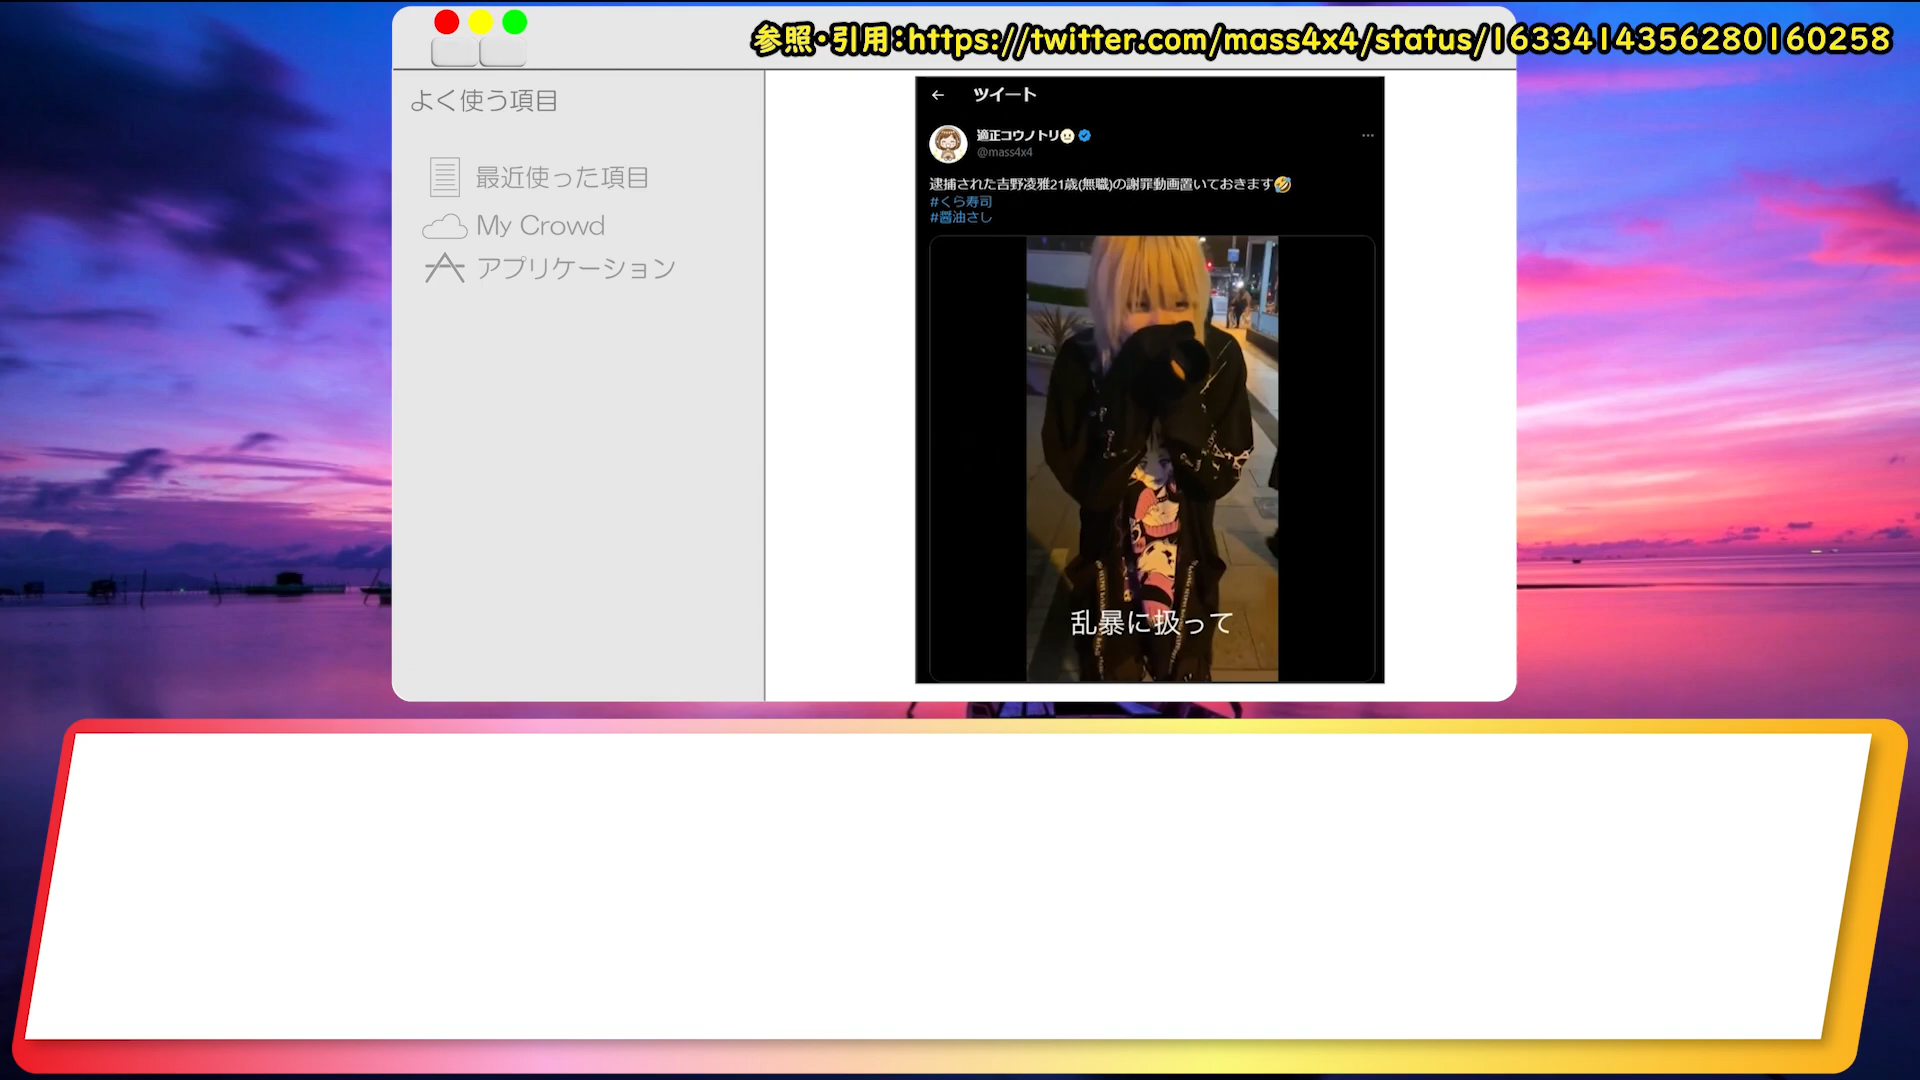 参照・引用:https://twitter.com/mass4x4/status/1633414356280160258
よく使う項目
最近使った項目
My Crowd
アプリケーション
ツイート
適正コウノトリ
@mass4x4
逮捕された吉野凌雅21歳(無職)の謝罪動画置いておきます🤣
#くら寿司
#醤油さし
乱暴に扱って